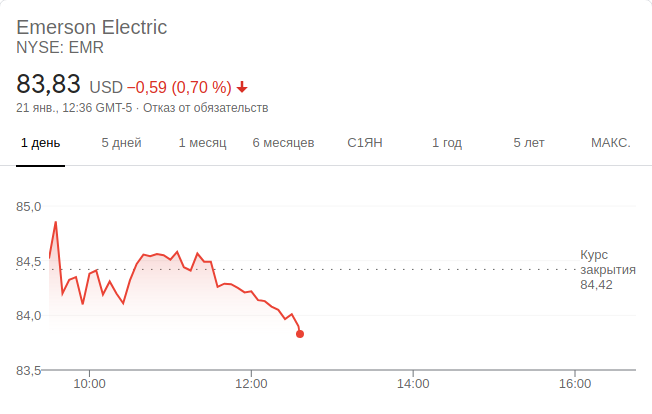 Emerson Electric
NYSE: EMR
83,83 USD −0,59 (0,70 %)
21 янв., 12:36 GMT-5 · Отказ от обязательств
1 день 5 дней 1 месяц 6 месяцев С1ЯН 1 год 5 лет МАКС.
85,0
84,5
84,0
83,5
Курс
закрытия
84,42
10:00 12:00 14:00 16:00